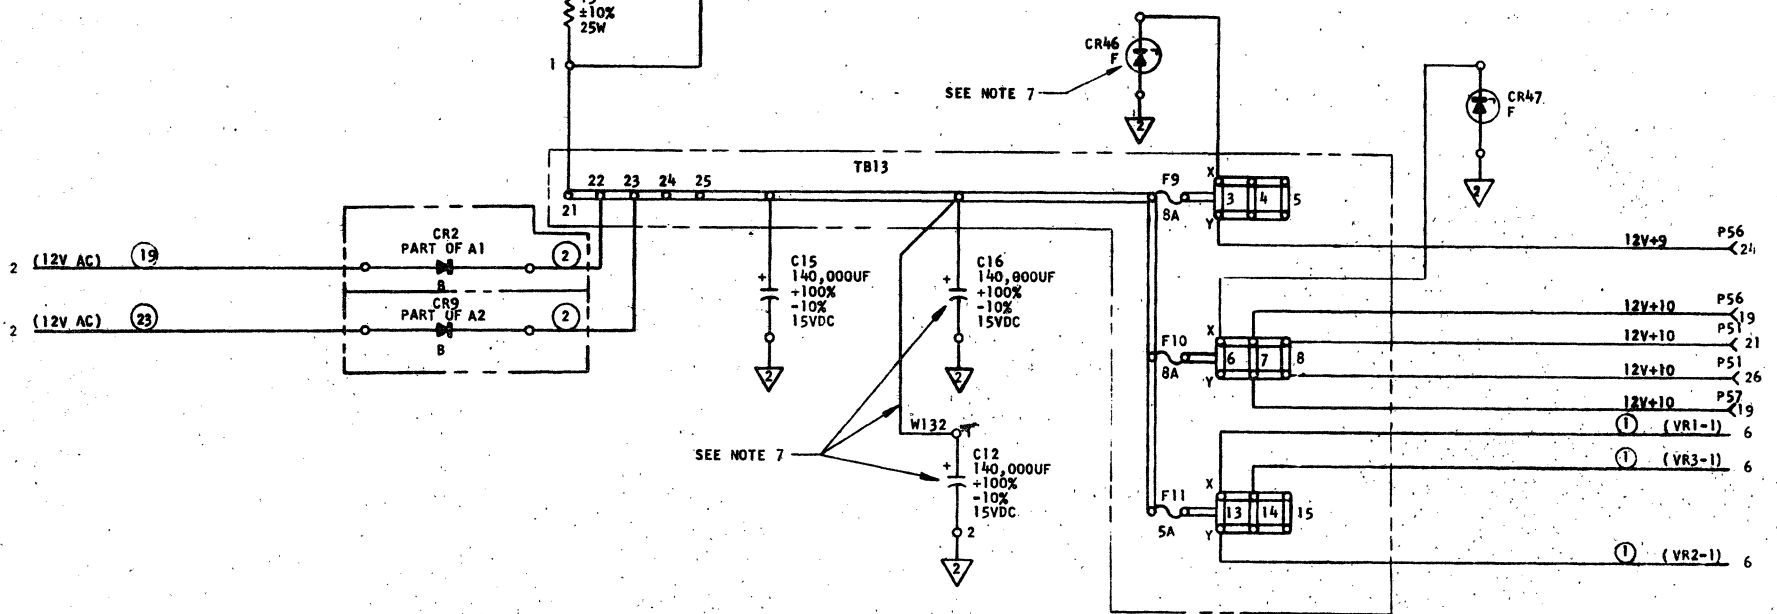 ±10%
25W
1
CR46
F
SEE NOTE 7
2
CR47
F
2
TB13
21
22
23
24
25
F9
8A
X
3 4 5
Y
12V+9
P56
24
2 (12V AC) 19
CR2
PART OF A1
B
2
2 (12V AC) 23
CR9
PART OF A2
B
2
C15
+ 140,000UF
+100%
-10%
15VDC
2
C16
+ 140,000UF
+100%
-10%
15VDC
2
SEE NOTE 7
W132
C12
+ 140,000UF
+100%
-10%
15VDC
2
2
F10
8A
X
6 7 8
Y
12V+10 P56
19
12V+10 P51
21
12V+10 P51
26
12V+10 P57
19
F11
5A
X
13 14 15
Y
1 (VR1-1) 6
1 (VR3-1) 6
1 (VR2-1) 6